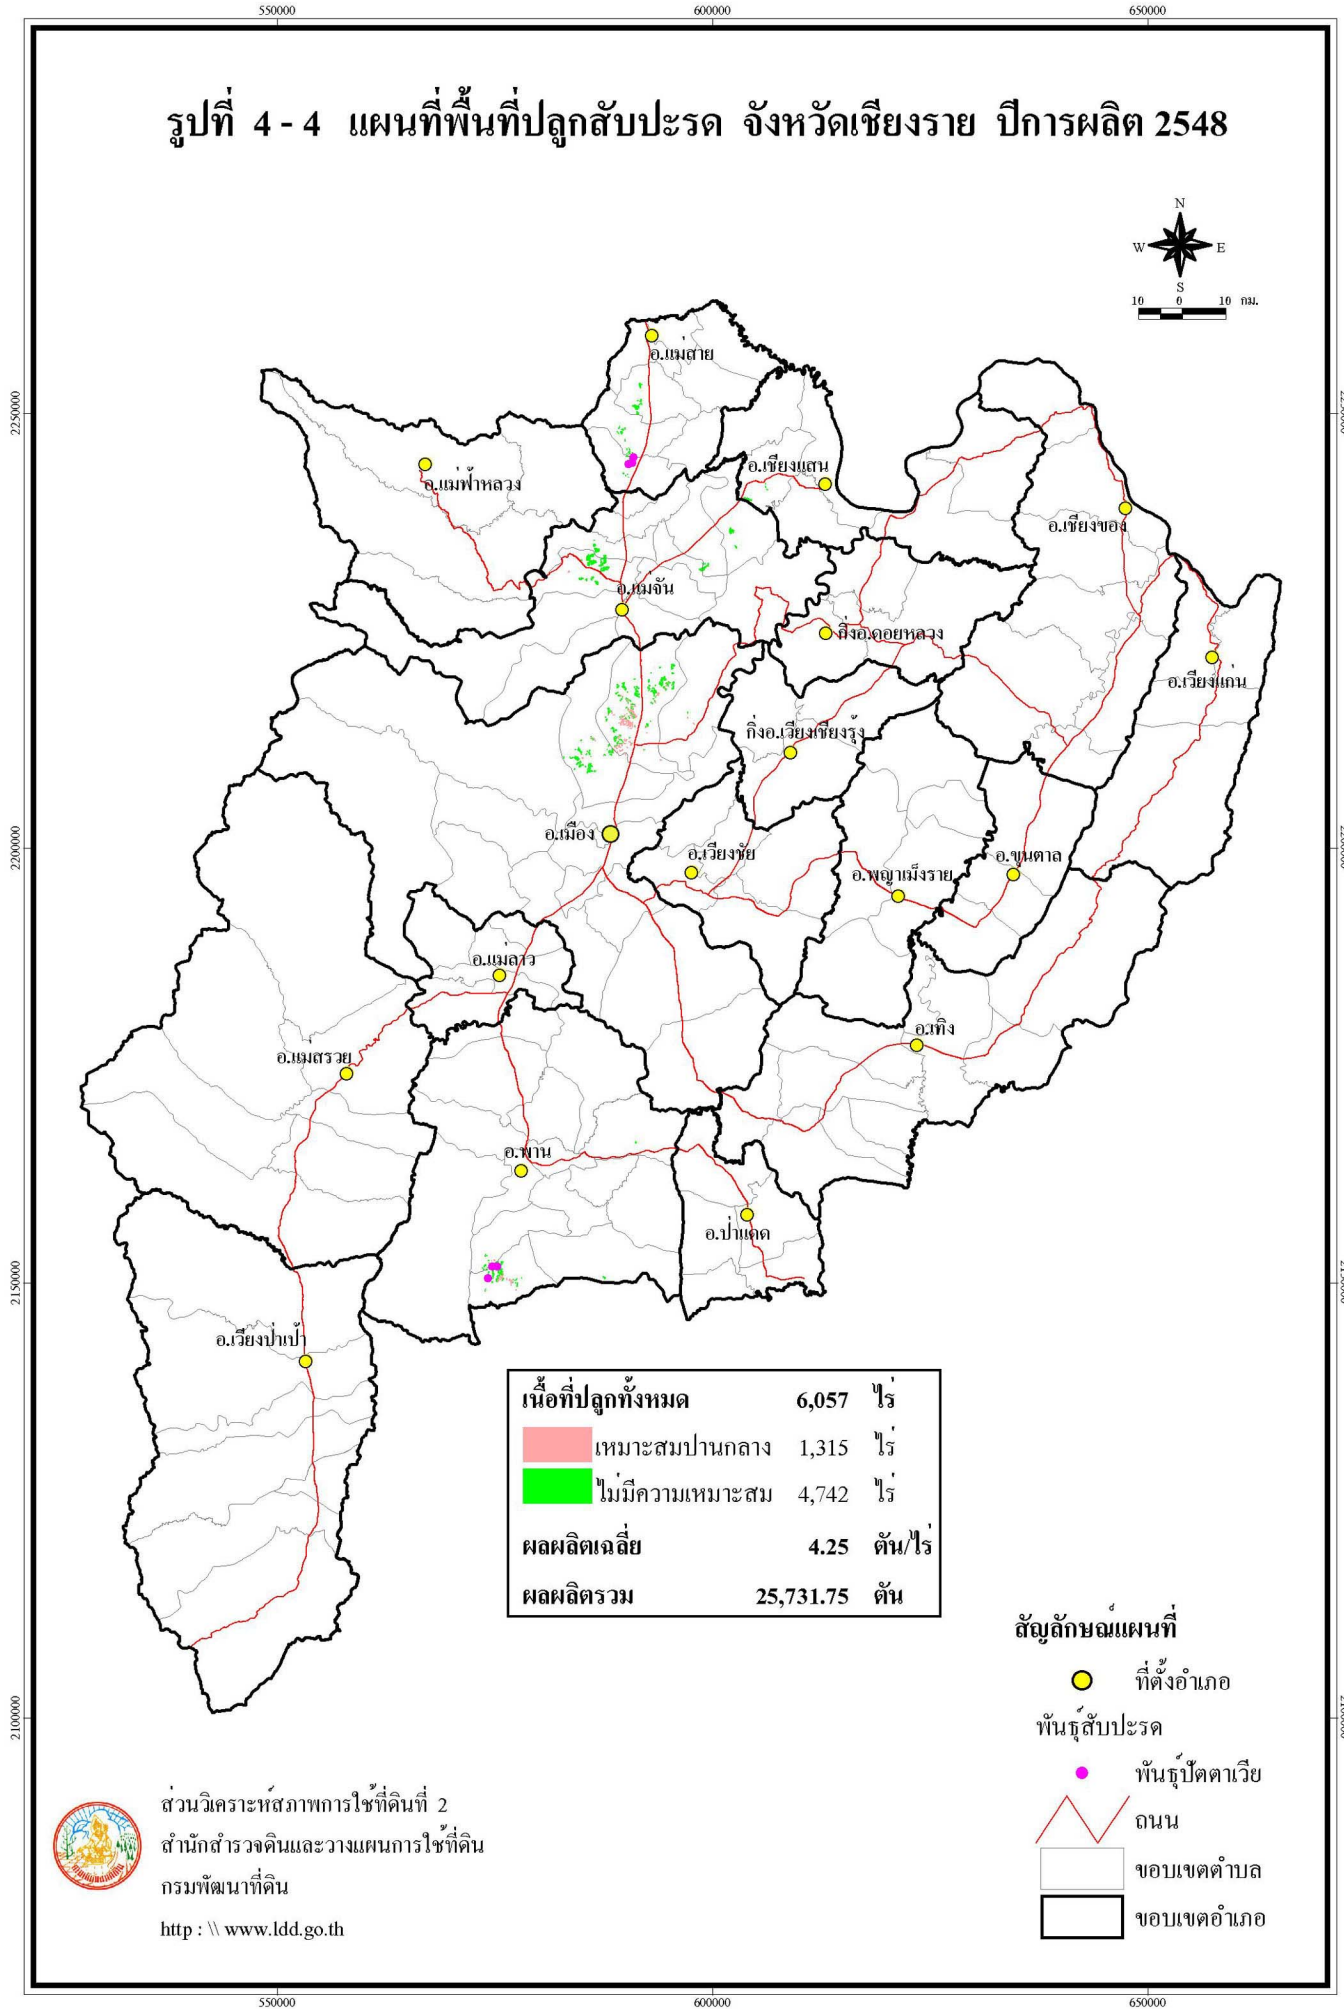 550000 600000 650000
รูปที่ 4 - 4 แผนที่พื้นที่ปลูกสับปะรด จังหวัดเชียงราย ปีการผลิต 2548
N
W E
S
10 0 10 กม.
อ.แม่สาย
2250000
อ.เชียงแสน
อ.แม่ฟ้าหลวง
อ.เชียงของ
อ.แม่จัน
กิ่งอ.ดอยหลวง
อ.เวียงแก่น
กิ่งอ.เวียงเชียงรุ้ง
อ.เมือง
2200000
อ.เวียงชัย
อ.ขุนตาล
อ.พญาเม็งราย
อ.แม่ลาว
อ.เทิง
อ.แม่สรวย
อ.พาน
อ.ป่าแดด
2150000
อ.เวียงป่าเป้า
เนื้อที่ปลูกทั้งหมด 6,057 ไร่
เหมาะสมปานกลาง 1,315 ไร่
ไม่มีความเหมาะสม 4,742 ไร่
ผลผลิตเฉลี่ย 4.25 ตัน/ไร่
ผลผลิตรวม 25,731.75 ตัน
สัญลักษณ์แผนที่
ที่ตั้งอำเภอ
2100000
พันธุ์สับปะรด
พันธุ์ปัตตาเวีย
ถนน
ขอบเขตตำบล
ขอบเขตอำเภอ
ส่วนวิเคราะห์สภาพการใช้ที่ดินที่ 2
สำนักสำรวจดินและวางแผนการใช้ที่ดิน
กรมพัฒนาที่ดิน
http : \\ www.ldd.go.th
550000 600000 650000